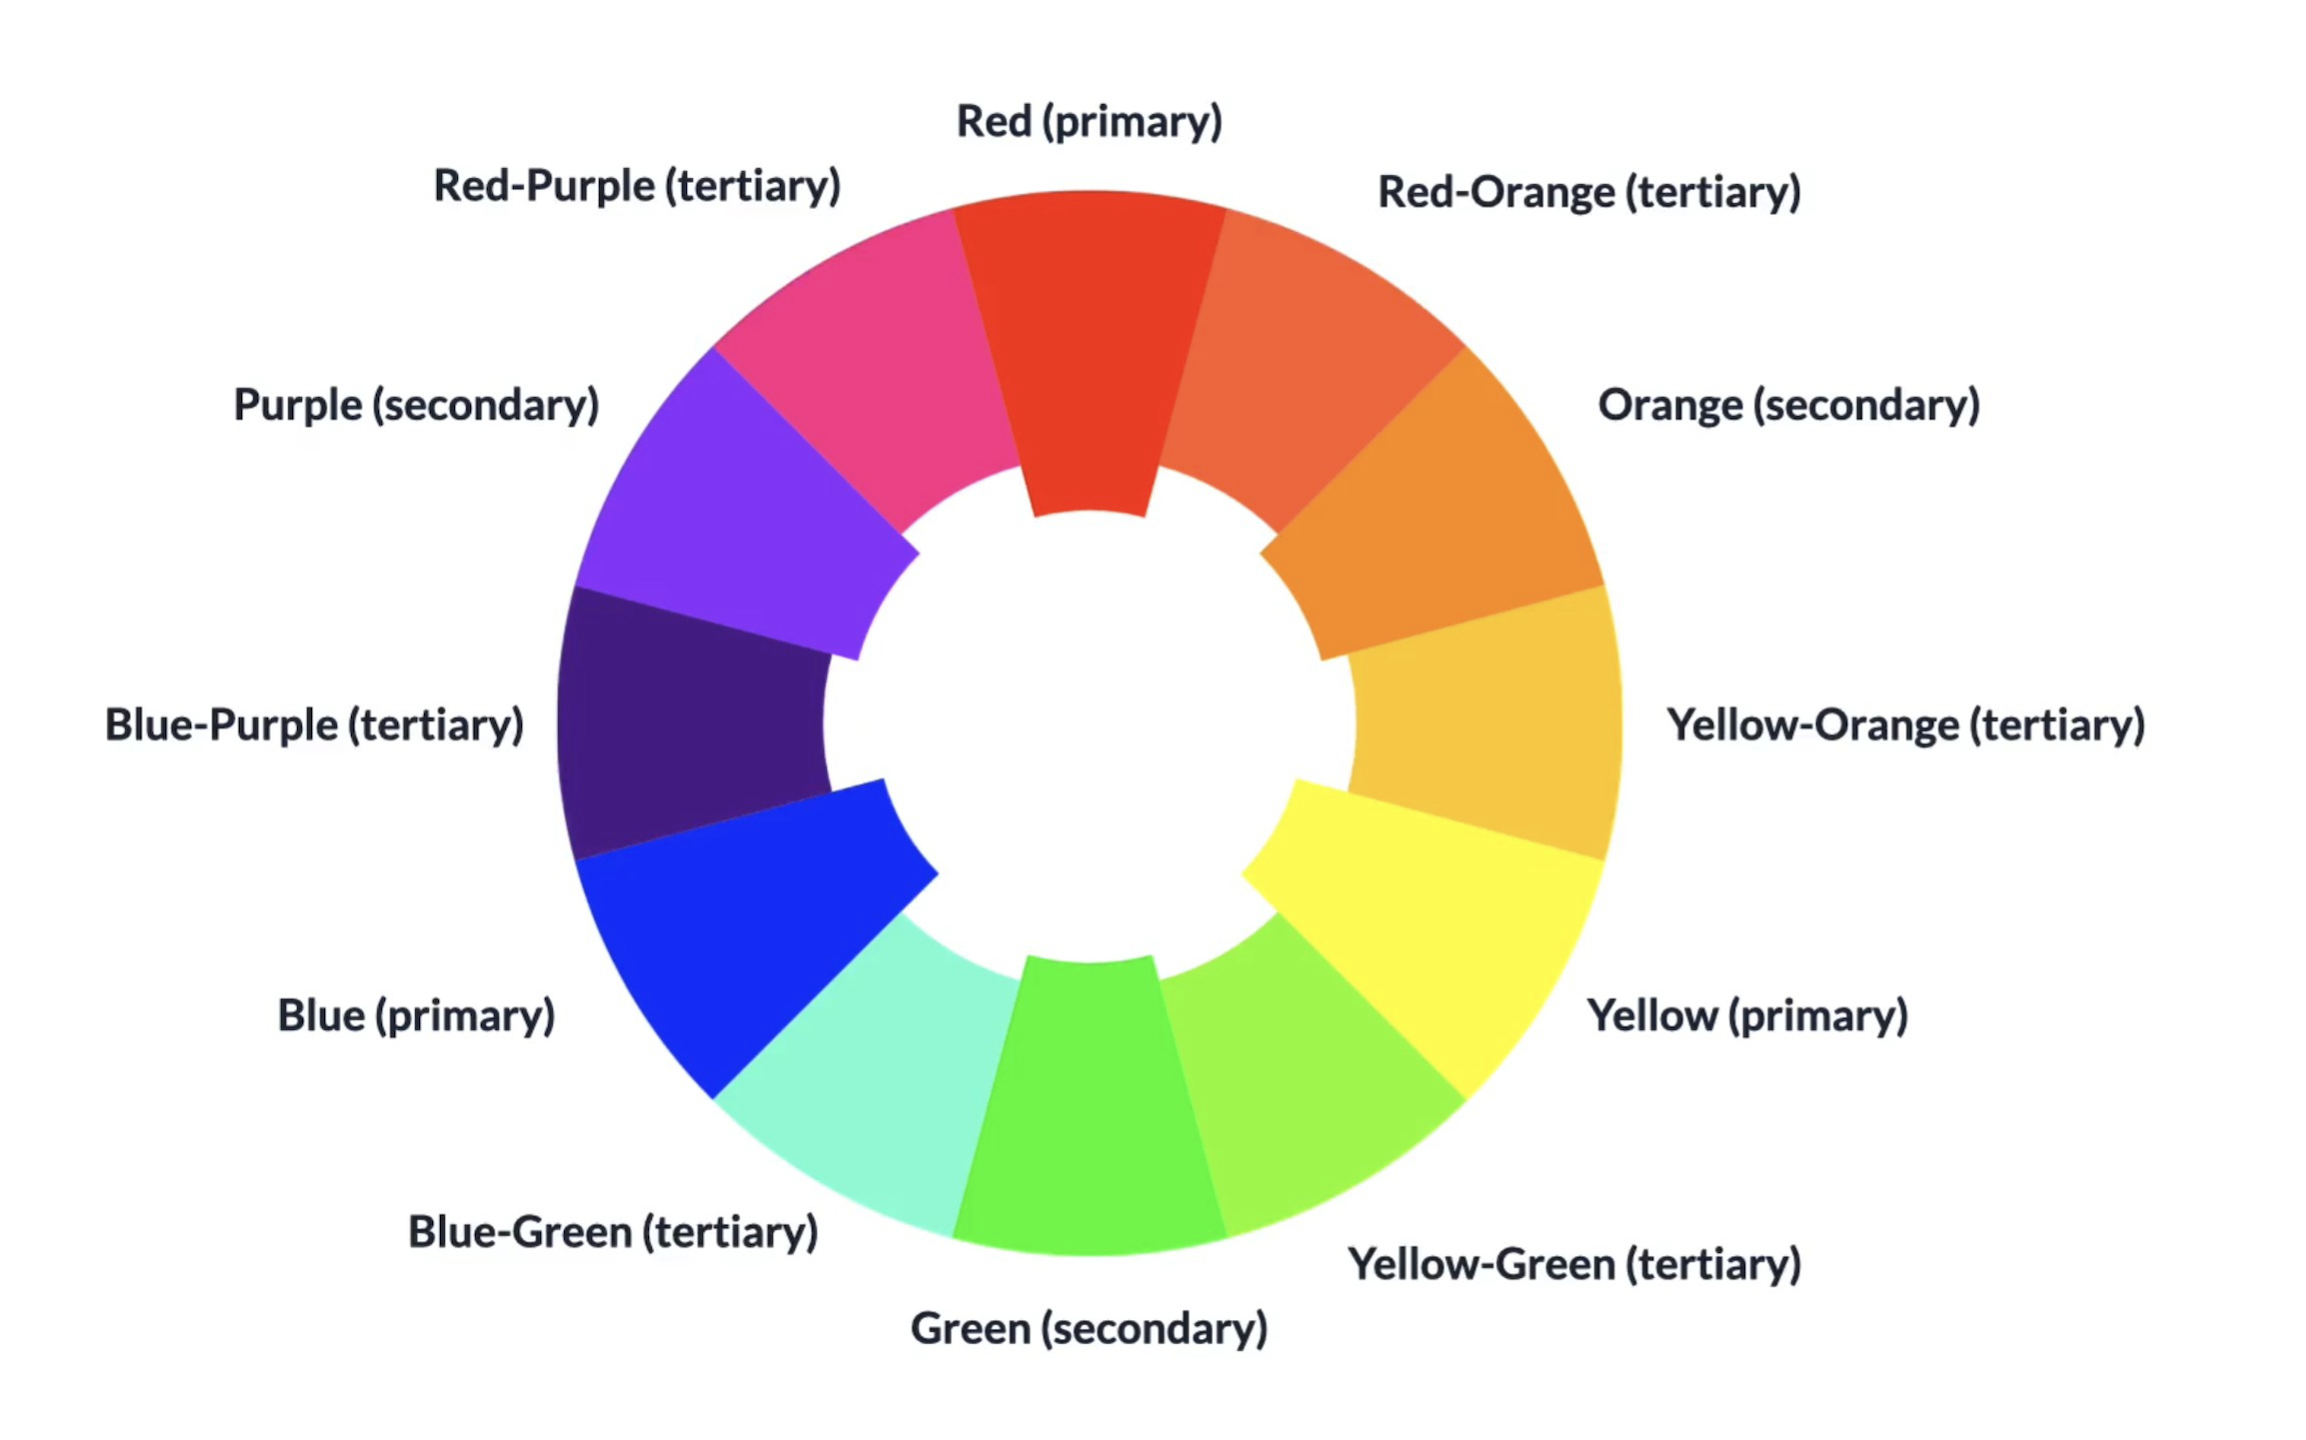 Red (primary)
Red-Purple (tertiary)
Red-Orange (tertiary)
Purple (secondary)
Orange (secondary)
Blue-Purple (tertiary)
Yellow-Orange (tertiary)
Blue (primary)
Yellow (primary)
Blue-Green (tertiary)
Yellow-Green (tertiary)
Green (secondary)